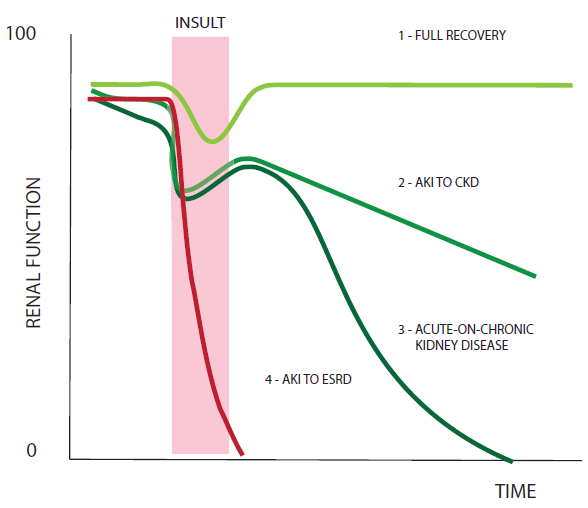 INSULT
100
1 - FULL RECOVERY
2 - AKI TO CKD
RENAL FUNCTION
3 - ACUTE-ON-CHRONIC
KIDNEY DISEASE
4 - AKI TO ESRD
0
TIME